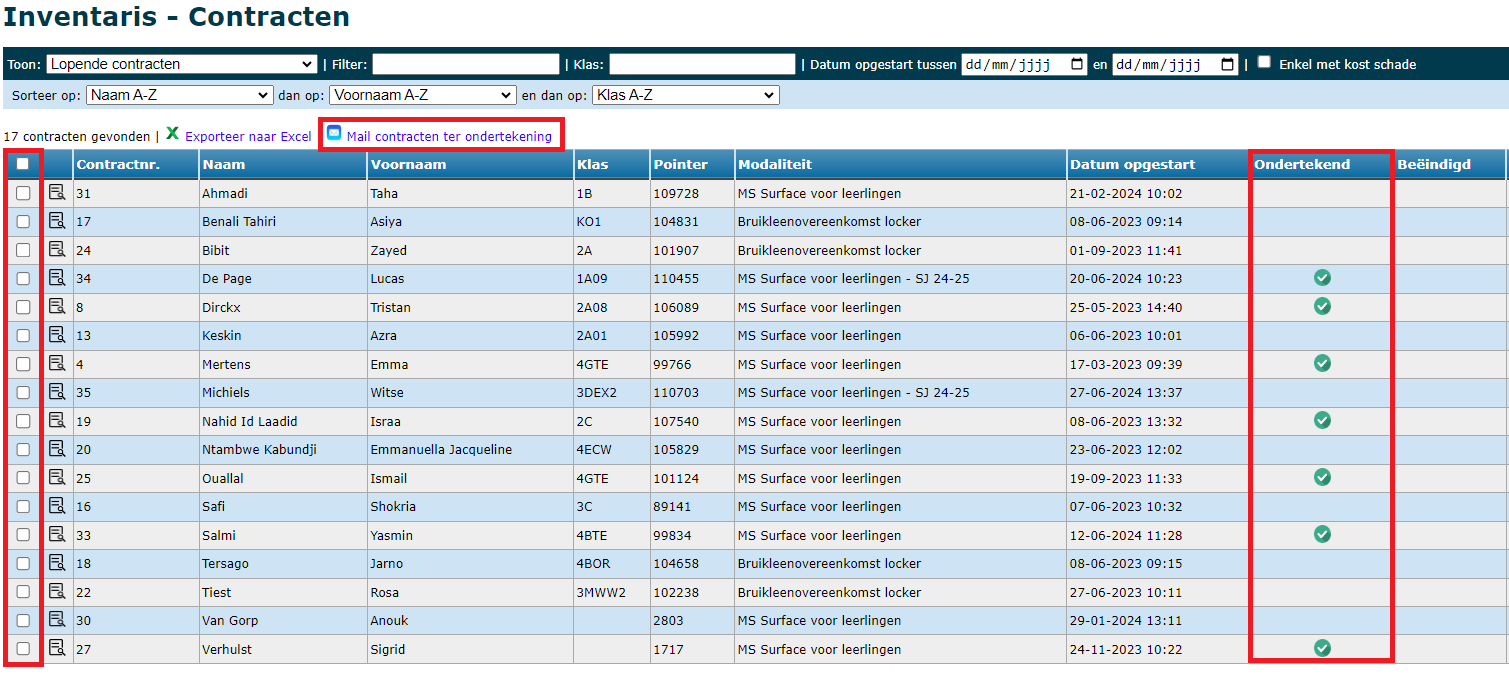 Inventaris - Contracten
Toon: Lopende contracten | Filter: | Klas: | Datum opgestart tussen dd/mm/jjjj en dd/mm/jjjj | Enkel met kost schade
Sorteer op: Naam A-Z dan op: Voornaam A-Z en dan op: Klas A-Z
17 contracten gevonden | Exporteer naar Excel Mail contracten ter ondertekening
Contractnr. Naam Voornaam Klas Pointer Modaliteit Datum opgestart Ondertekend Beëindigd
31 Ahmadi Taha 1B 109728 MS Surface voor leerlingen 21-02-2024 10:02
17 Benali Tahiri Asiya KO1 104831 Bruikleenovereenkomst locker 08-06-2023 09:14
24 Bibit Zayed 2A 101907 Bruikleenovereenkomst locker 01-09-2023 11:41
34 De Page Lucas 1A09 110455 MS Surface voor leerlingen - SJ 24-25 20-06-2024 10:23
8 Dirckx Tristan 2A08 106089 MS Surface voor leerlingen 25-05-2023 14:40
13 Keskin Azra 2A01 105992 MS Surface voor leerlingen 06-06-2023 10:01
4 Mertens Emma 4GTE 99766 MS Surface voor leerlingen 17-03-2023 09:39
35 Michiels Witse 3DEX2 110703 MS Surface voor leerlingen - SJ 24-25 27-06-2024 13:37
19 Nahid Id Laadid Israa 2C 107540 MS Surface voor leerlingen 08-06-2023 13:32
20 Ntambwe Kabundji Emmanuella Jacqueline 4ECW 105829 MS Surface voor leerlingen 23-06-2023 12:02
25 Ouallal Ismail 4GTE 101124 MS Surface voor leerlingen 19-09-2023 11:33
16 Safi Shokria 3C 89141 MS Surface voor leerlingen 07-06-2023 10:32
33 Salmi Yasmin 4BTE 99834 MS Surface voor leerlingen 12-06-2024 11:28
18 Tersago Jarno 4BOR 104658 Bruikleenovereenkomst locker 08-06-2023 09:15
22 Tiest Rosa 3MWW2 102238 Bruikleenovereenkomst locker 27-06-2023 10:11
30 Van Gorp Anouk 2803 MS Surface voor leerlingen 29-01-2024 13:11
27 Verhulst Sigrid 1717 MS Surface voor leerlingen 24-11-2023 10:22